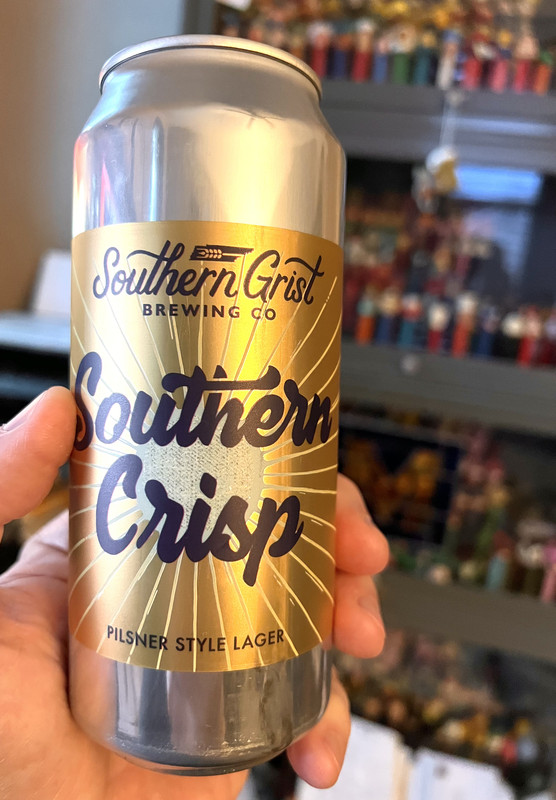 Southern Grist
BREWING CO
Southern
Crisp
PILSNER STYLE LAGER